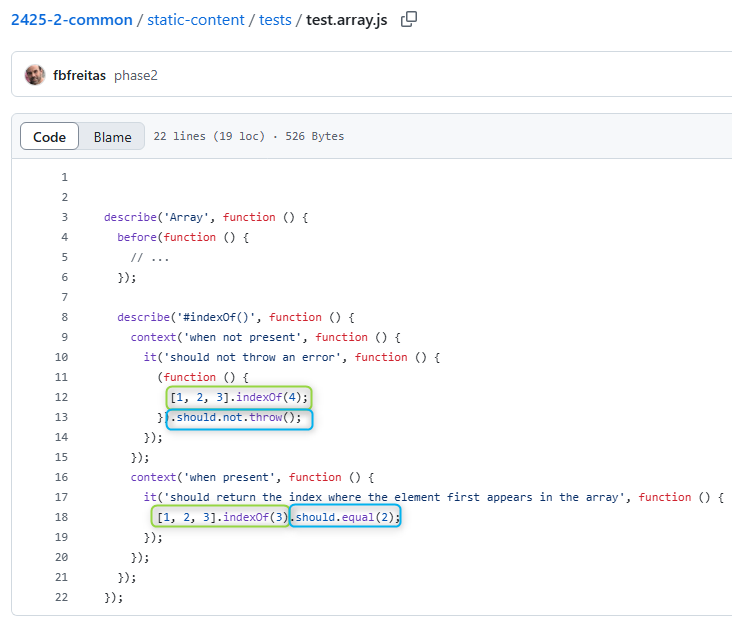 2425-2-common / static-content / tests / test.array.js
fbfreitas phase2
Code Blame 22 lines (19 loc) · 526 Bytes
1
2
3 describe('Array', function () {
4 before(function () {
5 // ...
6 });
7
8 describe('#indexOf()', function () {
9 context('when not present', function () {
10 it('should not throw an error', function () {
11 (function () {
12 [1, 2, 3].indexOf(4);
13 }).should.not.throw();
14 });
15 });
16 context('when present', function () {
17 it('should return the index where the element first appears in the array', function () {
18 [1, 2, 3].indexOf(3).should.equal(2);
19 });
20 });
21 });
22 });